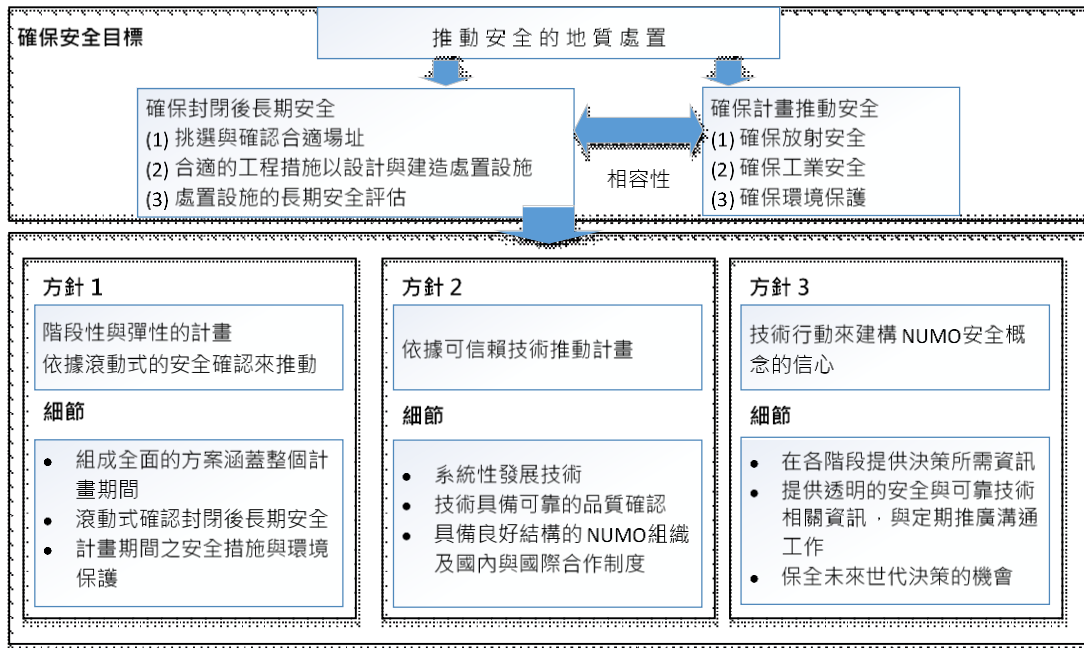 確保安全目標
推動安全的地質處置
確保封閉後長期安全
(1) 挑選與確認合適場址
(2) 合適的工程措施以設計與建造處置設施
(3) 處置設施的長期安全評估
相容性
確保計畫推動安全
(1) 確保放射安全
(2) 確保工業安全
(3) 確保環境保護
方針 1
階段性與彈性的計畫
依據滾動式的安全確認來推動
細節
● 組成全面的方案涵蓋整個計
畫期間
● 滾動式確認封閉後長期安全
● 計畫期間之安全措施與環境
保護
方針 2
依據可信賴技術推動計畫
細節
● 系統性發展技術
● 技術具備可靠的品質確認
● 具備良好結構的 NUMO組織
及國內與國際合作制度
方針 3
技術行動來建構 NUMO安全概
念的信心
細節
● 在各階段提供決策所需資訊
● 提供透明的安全與可靠技術
相關資訊，與定期推廣溝通
工作
● 保全未來世代決策的機會